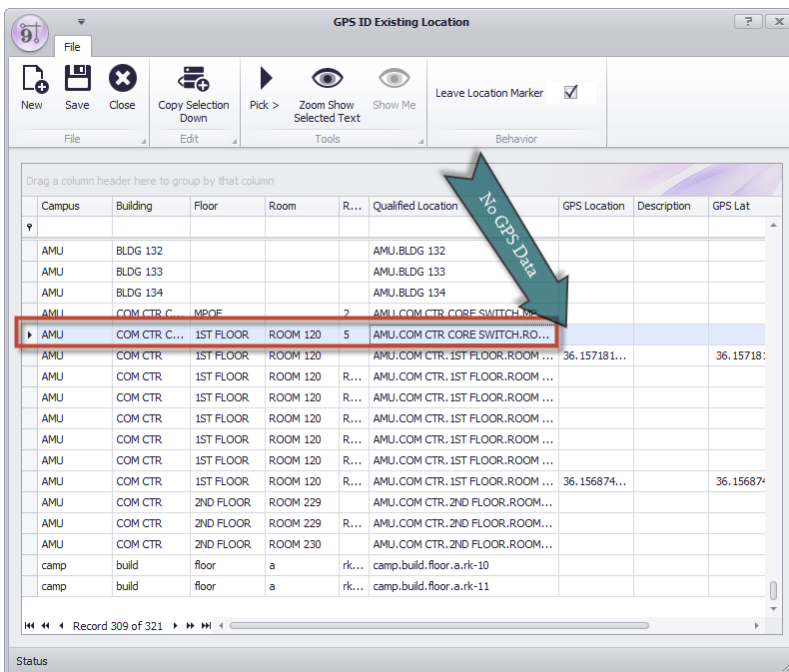 GPS ID Existing Location
File
New Save Close Copy Selection Down Pick > Zoom Show Selected Text Show Me Leave Location Marker
File Edit Tools Behavior
Drag a column header here to group by that column
Campus Building Floor Room R... Qualified Location GPS Location Description GPS Lat
No GPS Data
AMU BLDG 132 AMU.BLDG 132
AMU BLDG 133 AMU.BLDG 133
AMU BLDG 134 AMU.BLDG 134
AMU COM CTR C... MPOE 2 AMU.COM CTR CORE SWITCH.
AMU COM CTR C... 1ST FLOOR ROOM 120 5 AMU.COM CTR CORE SWITCH.RO...
AMU COM CTR 1ST FLOOR ROOM 120 AMU.COM CTR.1ST FLOOR.ROOM ... 36.157181... 36.157181
AMU COM CTR 1ST FLOOR ROOM 120 R... AMU.COM CTR.1ST FLOOR.ROOM ...
AMU COM CTR 1ST FLOOR ROOM 120 R... AMU.COM CTR.1ST FLOOR.ROOM ...
AMU COM CTR 1ST FLOOR ROOM 120 R... AMU.COM CTR.1ST FLOOR.ROOM ...
AMU COM CTR 1ST FLOOR ROOM 120 R... AMU.COM CTR.1ST FLOOR.ROOM ...
AMU COM CTR 1ST FLOOR ROOM 120 R... AMU.COM CTR.1ST FLOOR.ROOM ...
AMU COM CTR 1ST FLOOR ROOM 120 R... AMU.COM CTR.1ST FLOOR.ROOM ... 36.156874... 36.156874
AMU COM CTR 2ND FLOOR ROOM 229 AMU.COM CTR.2ND FLOOR.ROOM...
AMU COM CTR 2ND FLOOR ROOM 229 R... AMU.COM CTR.2ND FLOOR.ROOM...
AMU COM CTR 2ND FLOOR ROOM 230 AMU.COM CTR.2ND FLOOR.ROOM...
camp build floor a rk... camp.build.floor.a.rk-10
camp build floor a rk... camp.build.floor.a.rk-11
Record 309 of 321
Status